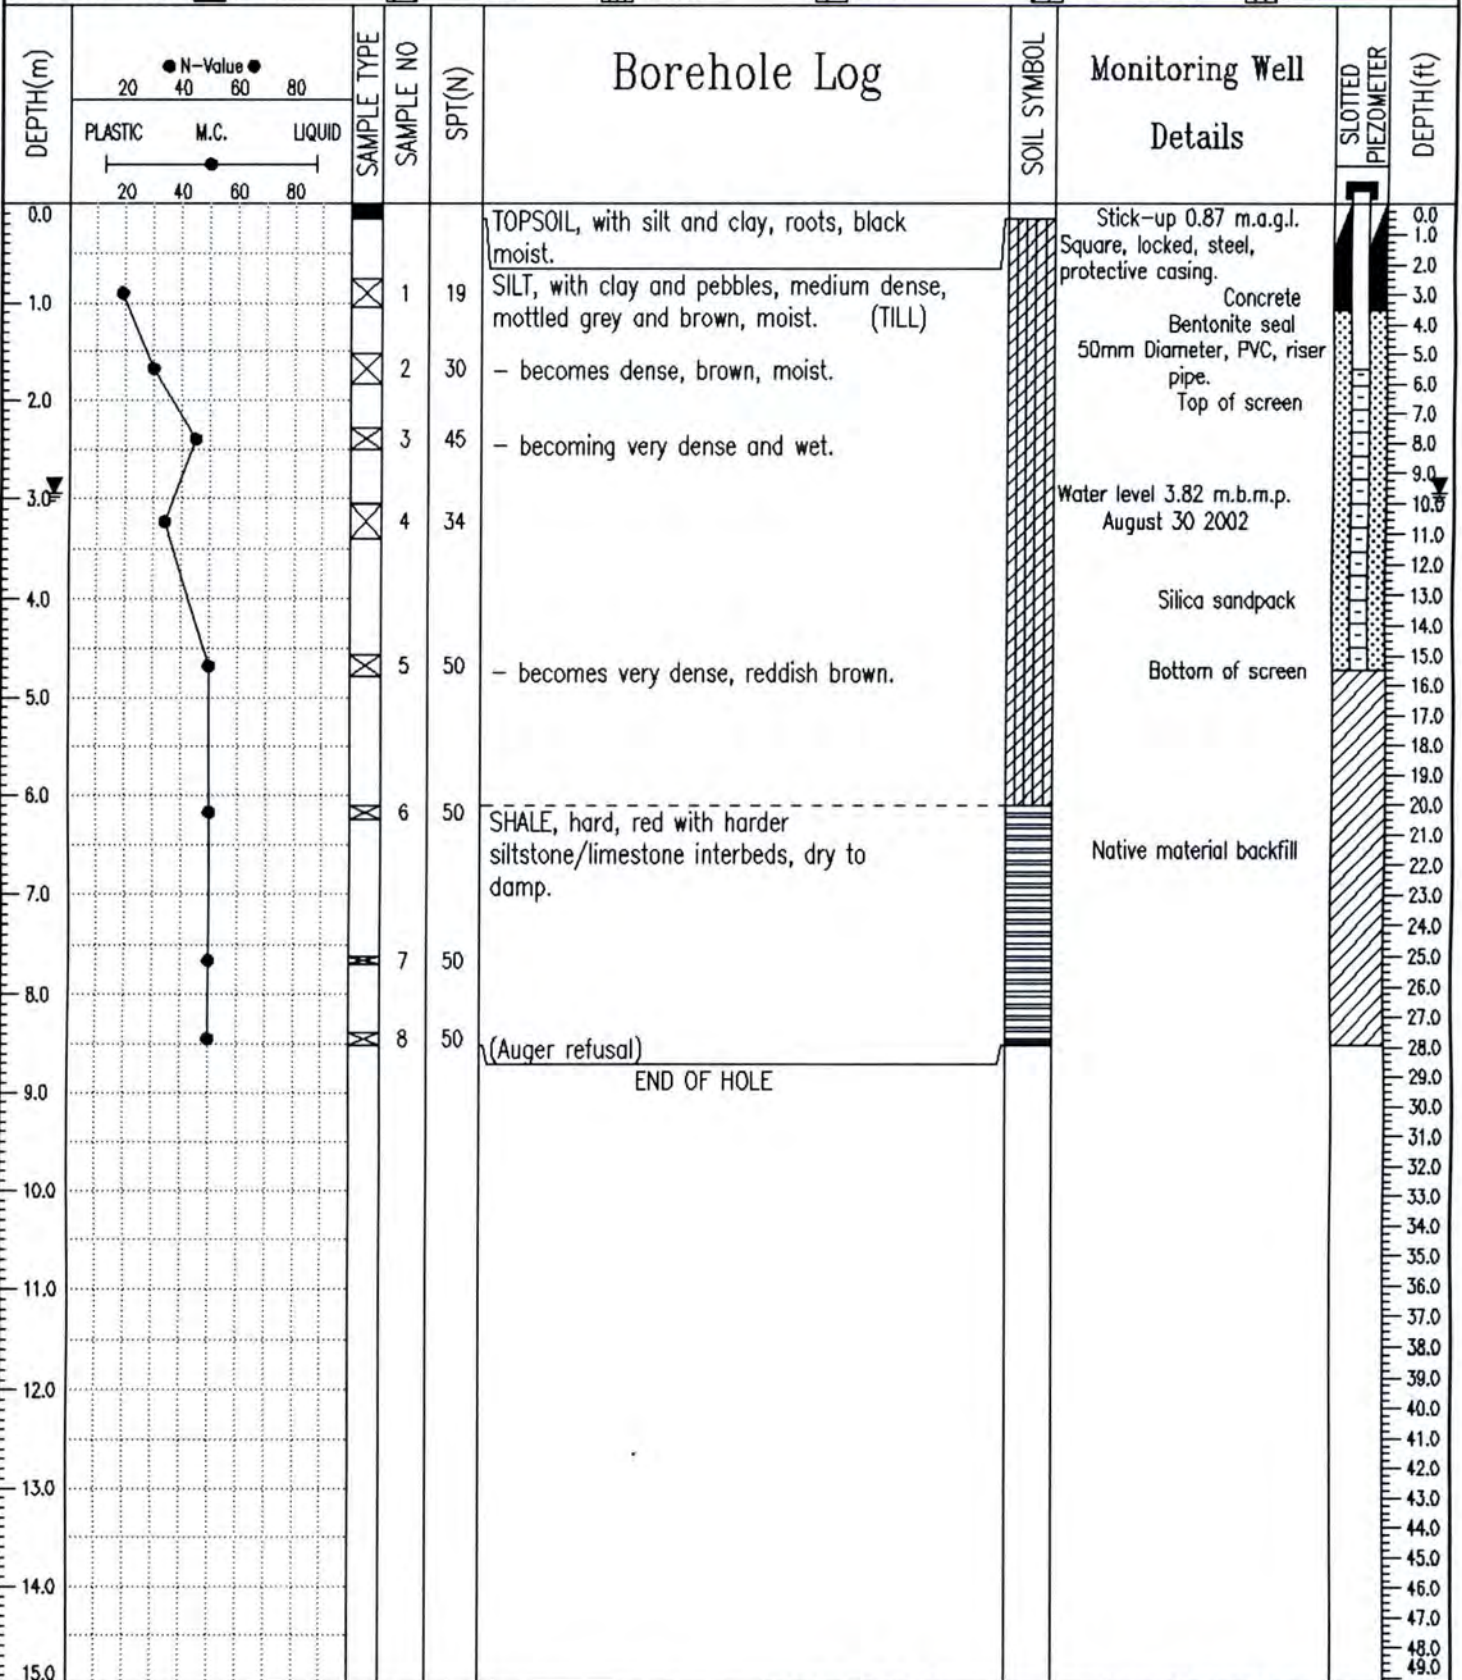 DEPTH(m)
● N-Value ●
20 40 60 80
PLASTIC M.C. LIQUID
20 40 60 80
SAMPLE TYPE
SAMPLE NO
SPT(N)
Borehole Log
SOIL SYMBOL
Monitoring Well
Details
SLOTTED
PIEZOMETER
DEPTH(ft)
0.0
1.0
2.0
3.0
4.0
5.0
6.0
7.0
8.0
9.0
10.0
11.0
12.0
13.0
14.0
15.0
1 19
2 30
3 45
4 34
5 50
6 50
7 50
8 50
TOPSOIL, with silt and clay, roots, black
moist.
SILT, with clay and pebbles, medium dense,
mottled grey and brown, moist. (TILL)
– becomes dense, brown, moist.
– becoming very dense and wet.
– becomes very dense, reddish brown.
SHALE, hard, red with harder
siltstone/limestone interbeds, dry to
damp.
(Auger refusal)
END OF HOLE
Stick-up 0.87 m.a.g.l.
Square, locked, steel,
protective casing.
Concrete
Bentonite seal
50mm Diameter, PVC, riser
pipe.
Top of screen
Water level 3.82 m.b.m.p.
August 30 2002
Silica sandpack
Bottom of screen
Native material backfill
0.0
1.0
2.0
3.0
4.0
5.0
6.0
7.0
8.0
9.0
10.0
11.0
12.0
13.0
14.0
15.0
16.0
17.0
18.0
19.0
20.0
21.0
22.0
23.0
24.0
25.0
26.0
27.0
28.0
29.0
30.0
31.0
32.0
33.0
34.0
35.0
36.0
37.0
38.0
39.0
40.0
41.0
42.0
43.0
44.0
45.0
46.0
47.0
48.0
49.0